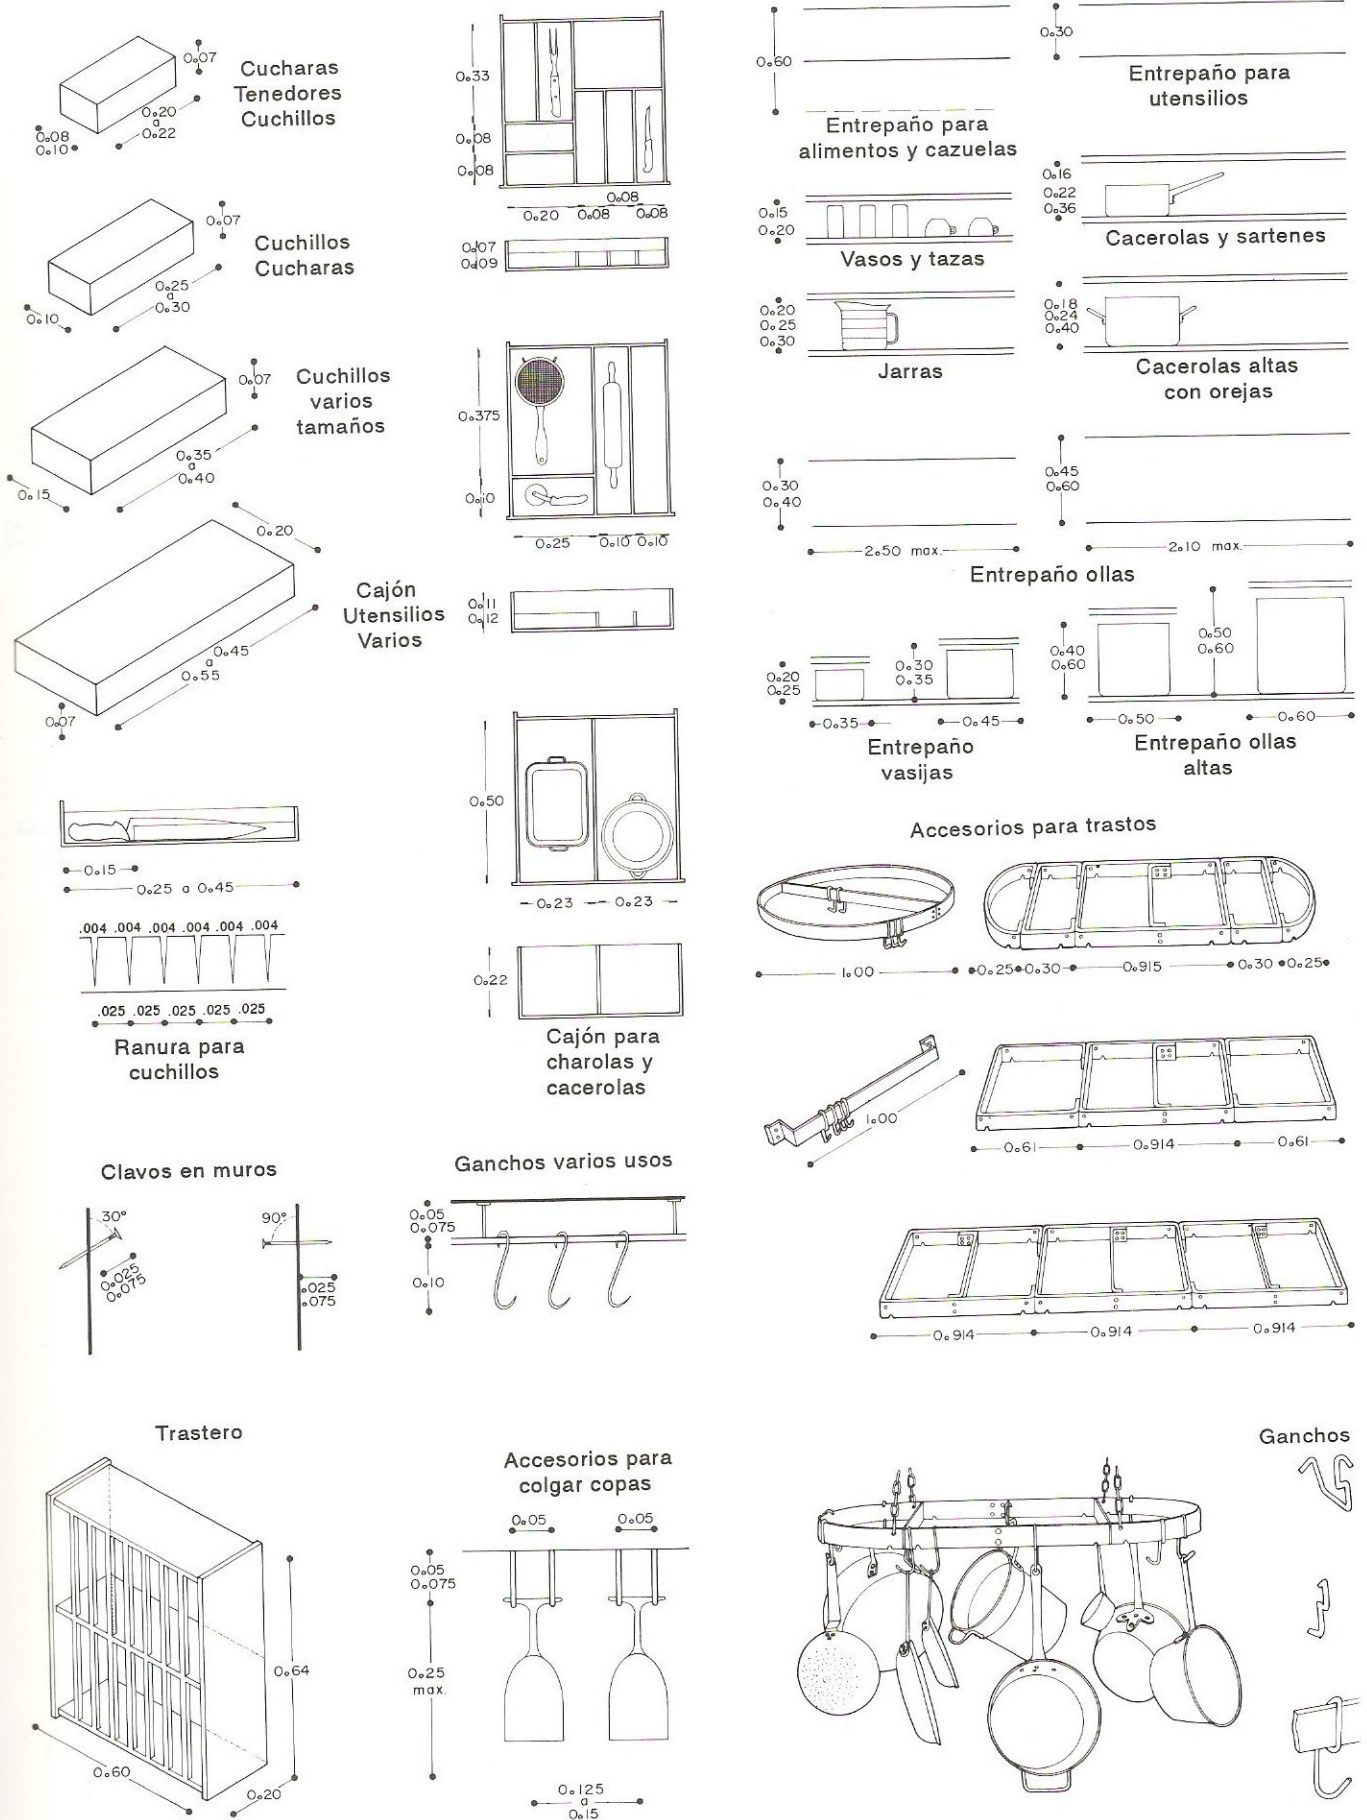 0.07
Cucharas
Tenedores
Cuchillos
0.20
a
0.22
0.08
0.10
0.07
Cuchillos
Cucharas
0.25
a
0.30
0.10
0.07
Cuchillos
varios
tamaños
0.35
a
0.40
0.15
0.20
Cajón
Utensilios
Varios
0.45
a
0.55
0.07
0.15
0.25 a 0.45
.004 .004 .004 .004 .004 .004
.025 .025 .025 .025 .025
Ranura para
cuchillos
0.33
0.08
0.08
0.08
0.20 0.08 0.08
0.07
0.09
0.375
0.10
0.25 0.10 0.10
0.11
0.12
0.50
0.23 0.23
0.22
Cajón para
charolas y
cacerolas
0.60
Entrepaño para
alimentos y cazuelas
0.30
Entrepaño para
utensilios
0.15
0.20
Vasos y tazas
0.16
0.22
0.36
Cacerolas y sartenes
0.20
0.25
0.30
Jarras
0.18
0.24
0.40
Cacerolas altas
con orejas
0.30
0.40
2.50 max.
0.45
0.60
2.10 max.
Entrepaño ollas
0.20
0.25
0.30
0.35
0.35
0.45
Entrepaño
vasijas
0.40
0.60
0.50
0.60
0.50
0.60
Entrepaño ollas
altas
Accesorios para trastos
1.00
0.25 0.30 0.915 0.30 0.25
1.00
0.61 0.914 0.61
0.914 0.914 0.914
Clavos en muros
30°
0.025
0.075
90°
.025
.075
Ganchos varios usos
0.05
0.075
0.10
Trastero
0.64
0.60
0.20
Accesorios para
colgar copas
0.05 0.05
0.05
0.075
0.25
max.
0.125
a
0.15
Ganchos